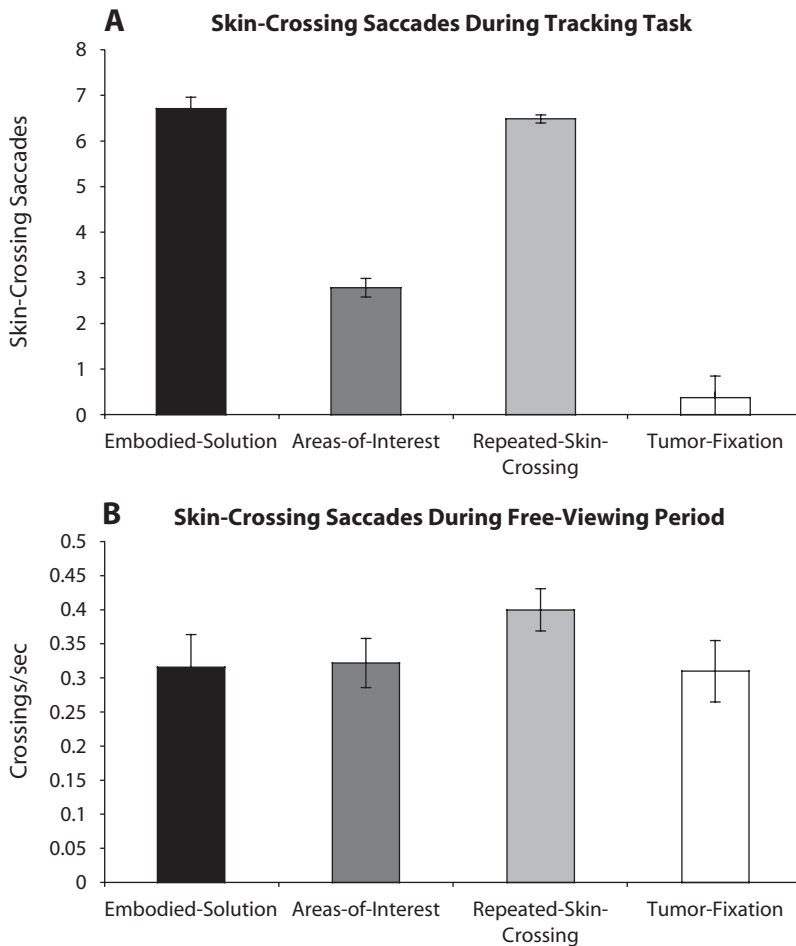 A Skin-Crossing Saccades During Tracking Task
Skin-Crossing Saccades
8
7
6
5
4
3
2
1
0
Embodied-Solution Areas-of-Interest Repeated-Skin- Tumor-Fixation
Crossing
B Skin-Crossing Saccades During Free-Viewing Period
Crossings/sec
0.5
0.45
0.4
0.35
0.3
0.25
0.2
0.15
0.1
0.05
0
Embodied-Solution Areas-of-Interest Repeated-Skin- Tumor-Fixation
Crossing